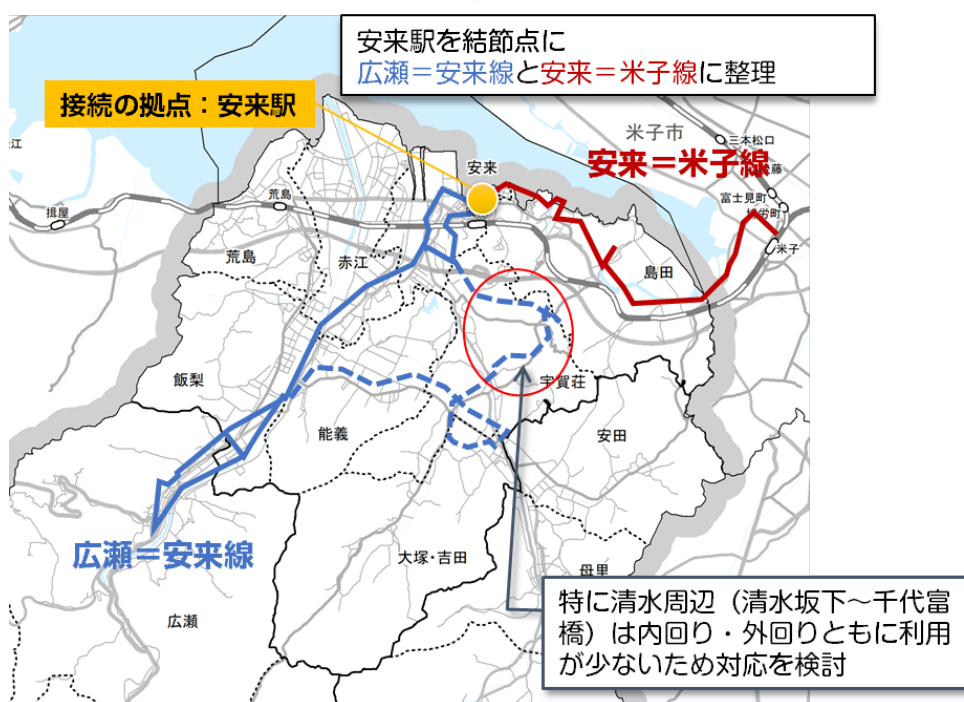 安来駅を結節点に
広瀬＝安来線と安来＝米子線に整理
接続の拠点：安来駅
江
米子市
三本松口
安来＝米子線
藤
安来
荒島
富士見町
労町
揖屋
米子
荒島
赤江
島田
飯梨
宇賀荘
能義
安田
広瀬＝安来線
大塚・吉田
母里
広瀬
特に清水周辺（清水坂下～千代富
橋）は内回り・外回りともに利用
が少ないため対応を検討